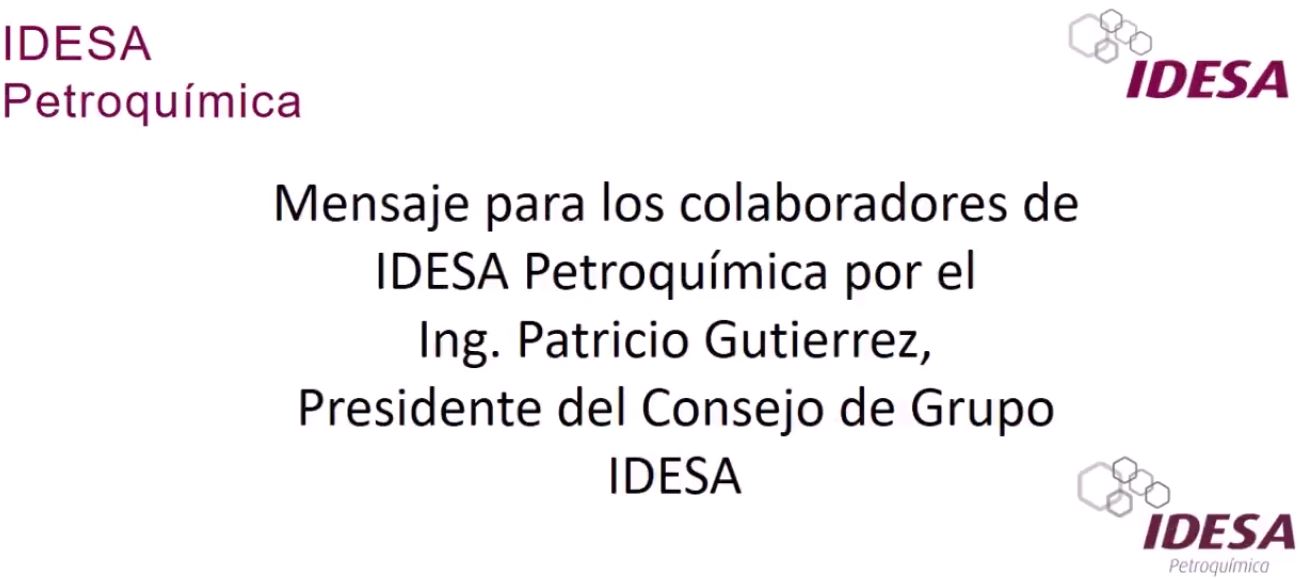 IDESA
Petroquímica
IDESA
Mensaje para los colaboradores de
IDESA Petroquímica por el
Ing. Patricio Gutierrez,
Presidente del Consejo de Grupo
IDESA
IDESA
Petroquímica